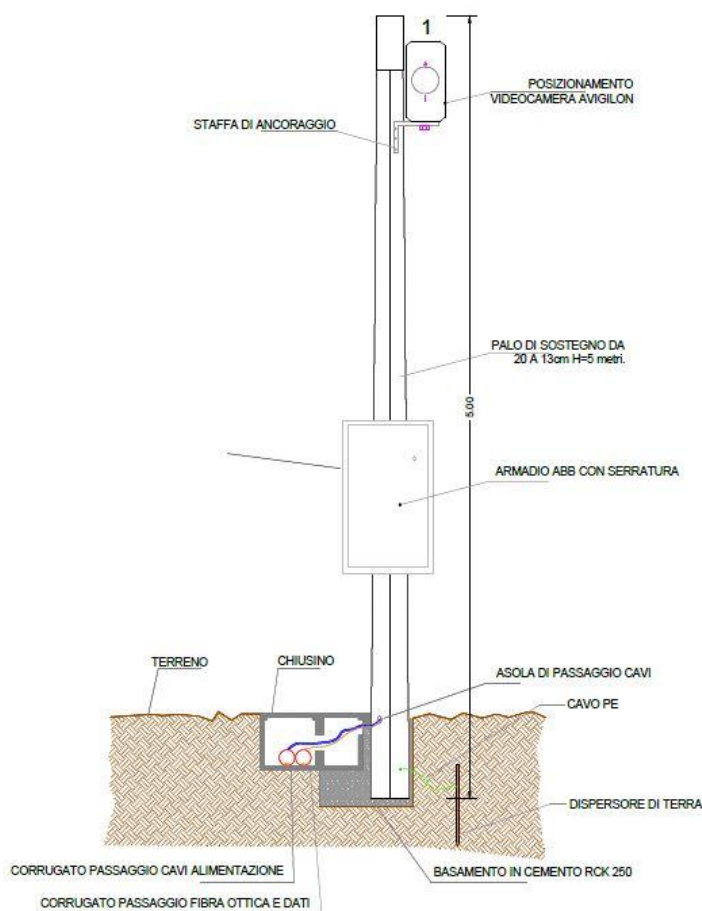 1
POSIZIONAMENTO
VIDEOCAMERA AVIGILON
STAFFA DI ANCORAGGIO
PALO DI SOSTEGNO DA
20 A 13cm H=5 metri.
5.00
ARMADIO ABB CON SERRATURA
TERRENO
CHIUSINO
ASOLA DI PASSAGGIO CAVI
CAVO PE
DISPERSORE DI TERRA
CORRUGATO PASSAGGIO CAVI ALIMENTAZIONE
BASAMENTO IN CEMENTO RCK 250
CORRUGATO PASSAGGIO FIBRA OTTICA E DATI